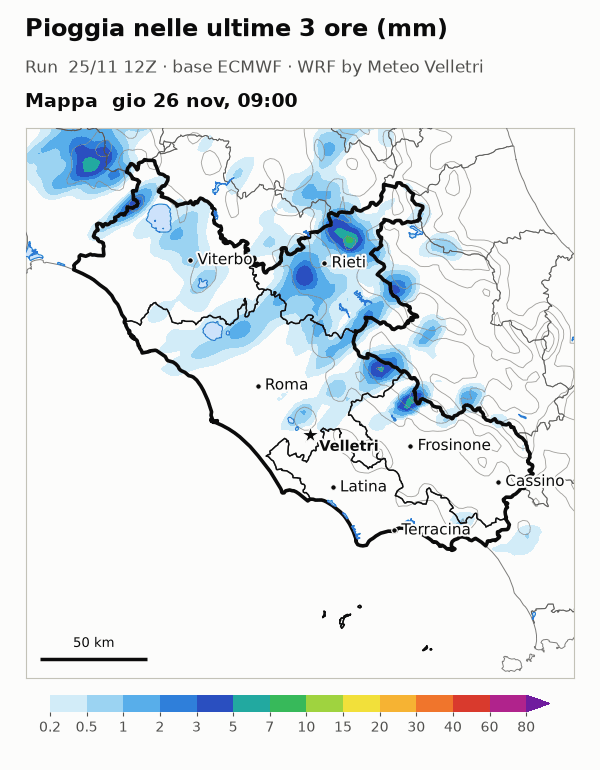 Pioggia nelle ultime 3 ore (mm)
Run  25/11 12Z · base ECMWF · WRF by Meteo Velletri
Mappa  gio 26 nov, 09:00
Viterbo
Rieti
Roma
Velletri
Frosinone
Cassino
Latina
Terracina
50 km
0.2 0.5 1 2 3 5 7 10 15 20 30 40 60 80